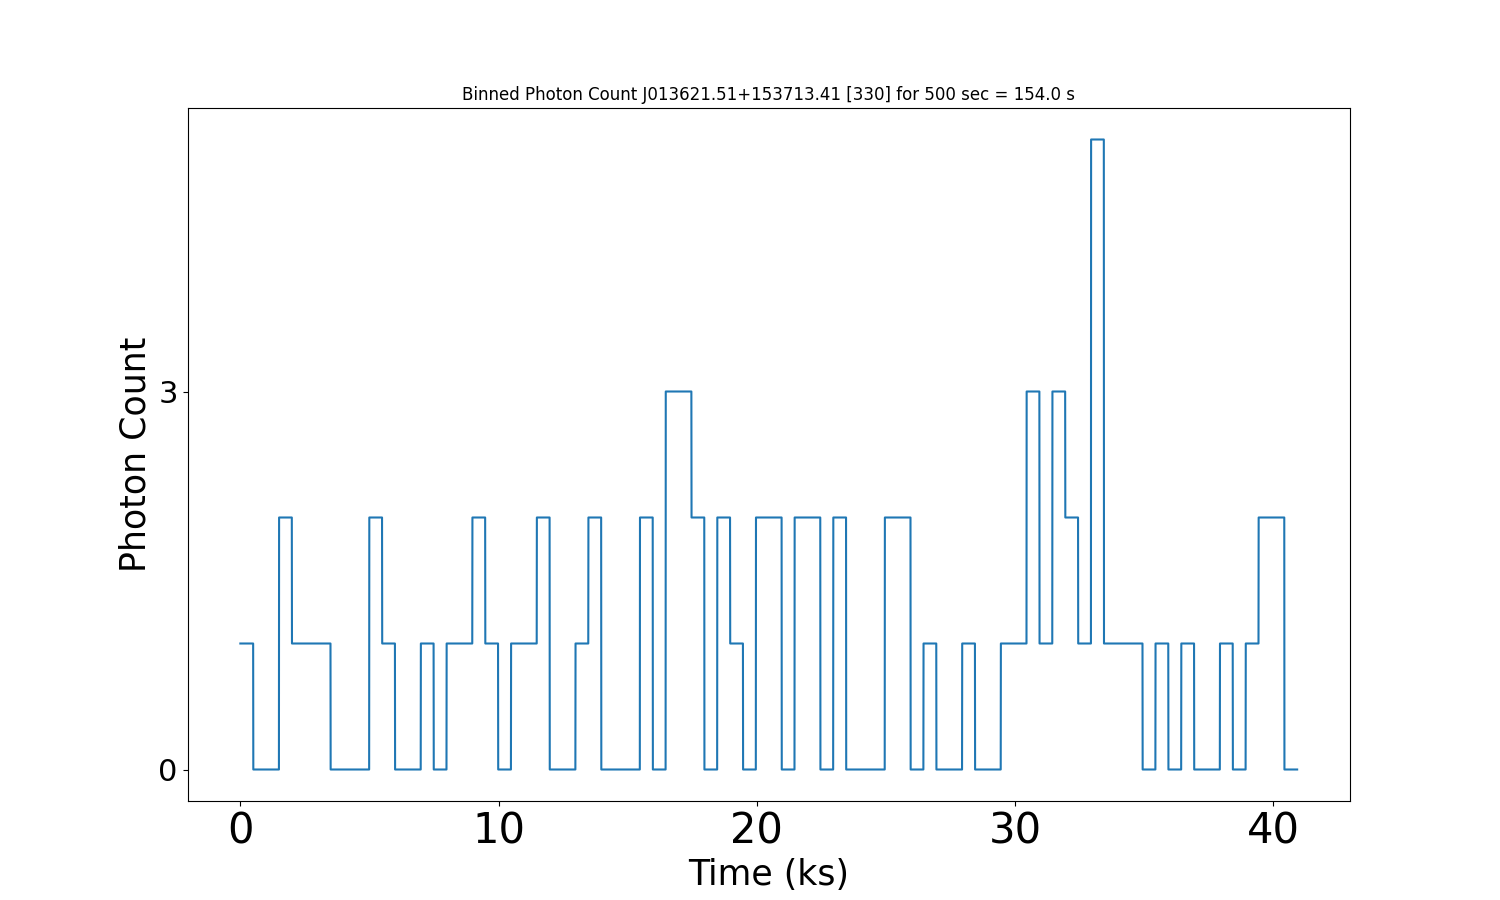 Binned Photon Count J013621.51+153713.41 [330] for 500 sec = 154.0 s
Photon Count
3
0
0 10 20 30 40
Time (ks)